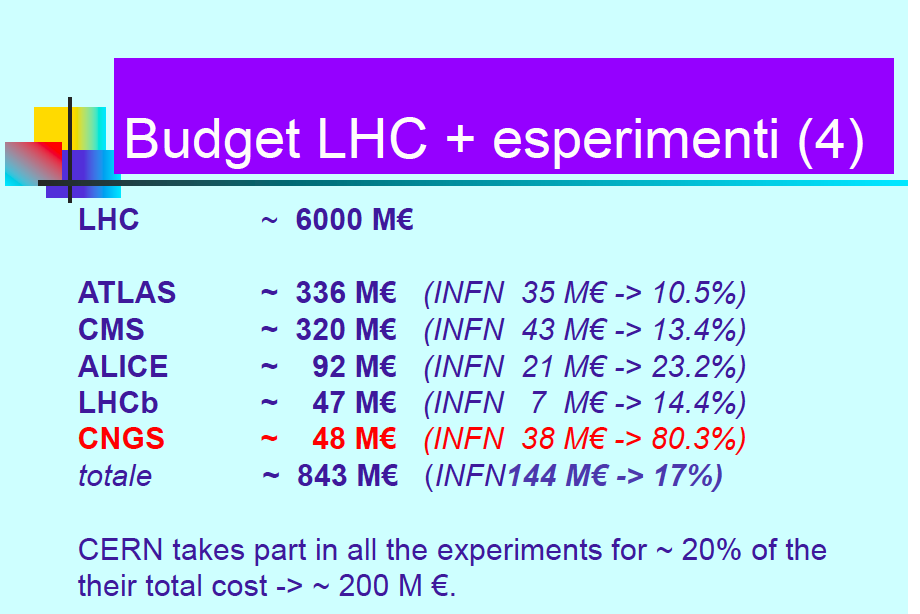 Budget LHC + esperimenti (4)
LHC ~ 6000 M€
ATLAS ~ 336 M€ (INFN 35 M€ -> 10.5%)
CMS ~ 320 M€ (INFN 43 M€ -> 13.4%)
ALICE ~ 92 M€ (INFN 21 M€ -> 23.2%)
LHCb ~ 47 M€ (INFN 7 M€ -> 14.4%)
CNGS ~ 48 M€ (INFN 38 M€ -> 80.3%)
totale ~ 843 M€ (INFN144 M€ -> 17%)
CERN takes part in all the experiments for ~ 20% of the
their total cost -> ~ 200 M €.